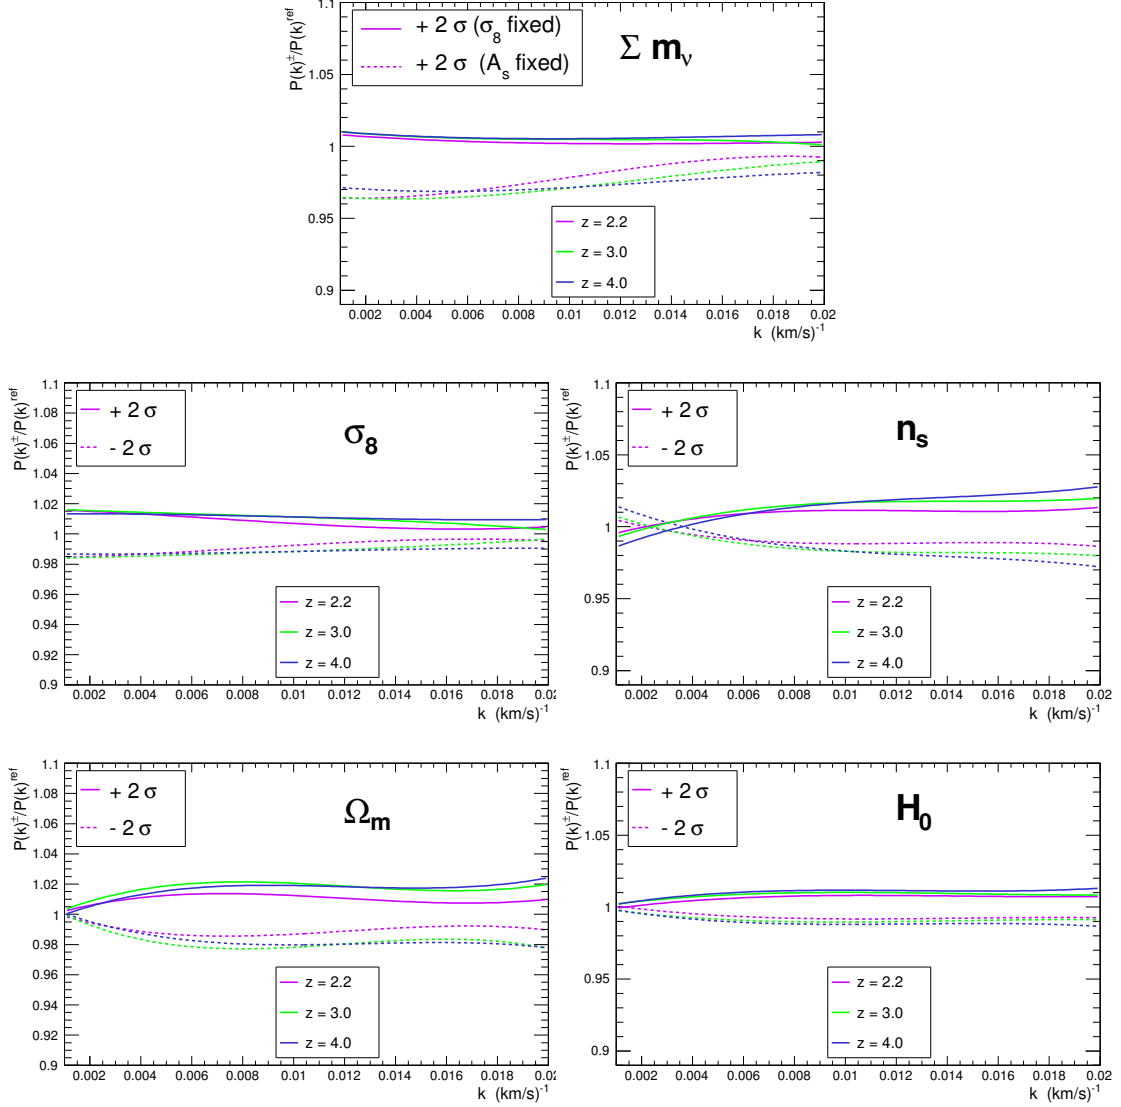 P(k)±/P(k)ref
1.1
1.05
1
0.95
0.9
+ 2 σ (σ8 fixed)
+ 2 σ (As fixed)
Σ mν
z = 2.2
z = 3.0
z = 4.0
0.002 0.004 0.006 0.008 0.01 0.012 0.014 0.016 0.018 0.02
k (km/s)-1
P(k)±/P(k)ref
1.1
1.08
1.06
1.04
1.02
1
0.98
0.96
0.94
0.92
0.9
+ 2 σ
- 2 σ
σ8
z = 2.2
z = 3.0
z = 4.0
0.002 0.004 0.006 0.008 0.01 0.012 0.014 0.016 0.018 0.02
k (km/s)-1
P(k)±/P(k)ref
1.1
1.05
1
0.95
0.9
+ 2 σ
- 2 σ
ns
z = 2.2
z = 3.0
z = 4.0
0.002 0.004 0.006 0.008 0.01 0.012 0.014 0.016 0.018 0.02
k (km/s)-1
P(k)±/P(k)ref
1.1
1.08
1.06
1.04
1.02
1
0.98
0.96
0.94
0.92
0.9
+ 2 σ
- 2 σ
Ωm
z = 2.2
z = 3.0
z = 4.0
0.002 0.004 0.006 0.008 0.01 0.012 0.014 0.016 0.018 0.02
k (km/s)-1
P(k)±/P(k)ref
1.1
1.05
1
0.95
0.9
+ 2 σ
- 2 σ
H0
z = 2.2
z = 3.0
z = 4.0
0.002 0.004 0.006 0.008 0.01 0.012 0.014 0.016 0.018 0.02
k (km/s)-1